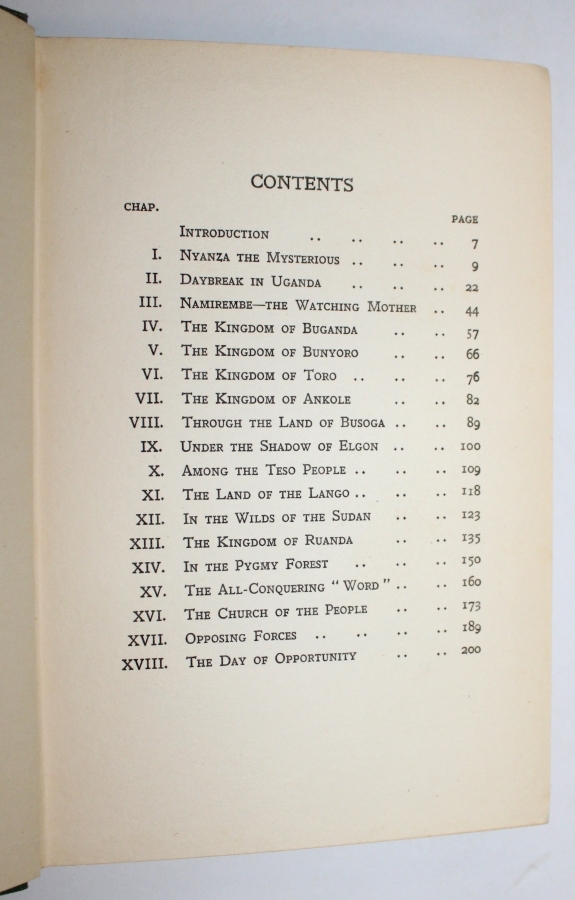 CONTENTS
CHAP.
PAGE
INTRODUCTION .. .. .. .. 7
I. NYANZA THE MYSTERIOUS .. .. .. 9
II. DAYBREAK IN UGANDA .. .. .. 22
III. NAMIREMBE—THE WATCHING MOTHER .. 44
IV. THE KINGDOM OF BUGANDA .. .. 57
V. THE KINGDOM OF BUNYORO .. .. 66
VI. THE KINGDOM OF TORO .. .. .. 76
VII. THE KINGDOM OF ANKOLE .. .. 82
VIII. THROUGH THE LAND OF BUSOGA .. .. 89
IX. UNDER THE SHADOW OF ELGON .. .. 100
X. AMONG THE TESO PEOPLE .. .. .. 109
XI. THE LAND OF THE LANGO .. .. .. 118
XII. IN THE WILDS OF THE SUDAN .. .. 123
XIII. THE KINGDOM OF RUANDA .. .. 135
XIV. IN THE PYGMY FOREST .. .. .. 150
XV. THE ALL-CONQUERING "WORD" .. .. 160
XVI. THE CHURCH OF THE PEOPLE .. .. 173
XVII. OPPOSING FORCES .. .. .. .. 189
XVIII. THE DAY OF OPPORTUNITY .. .. 200